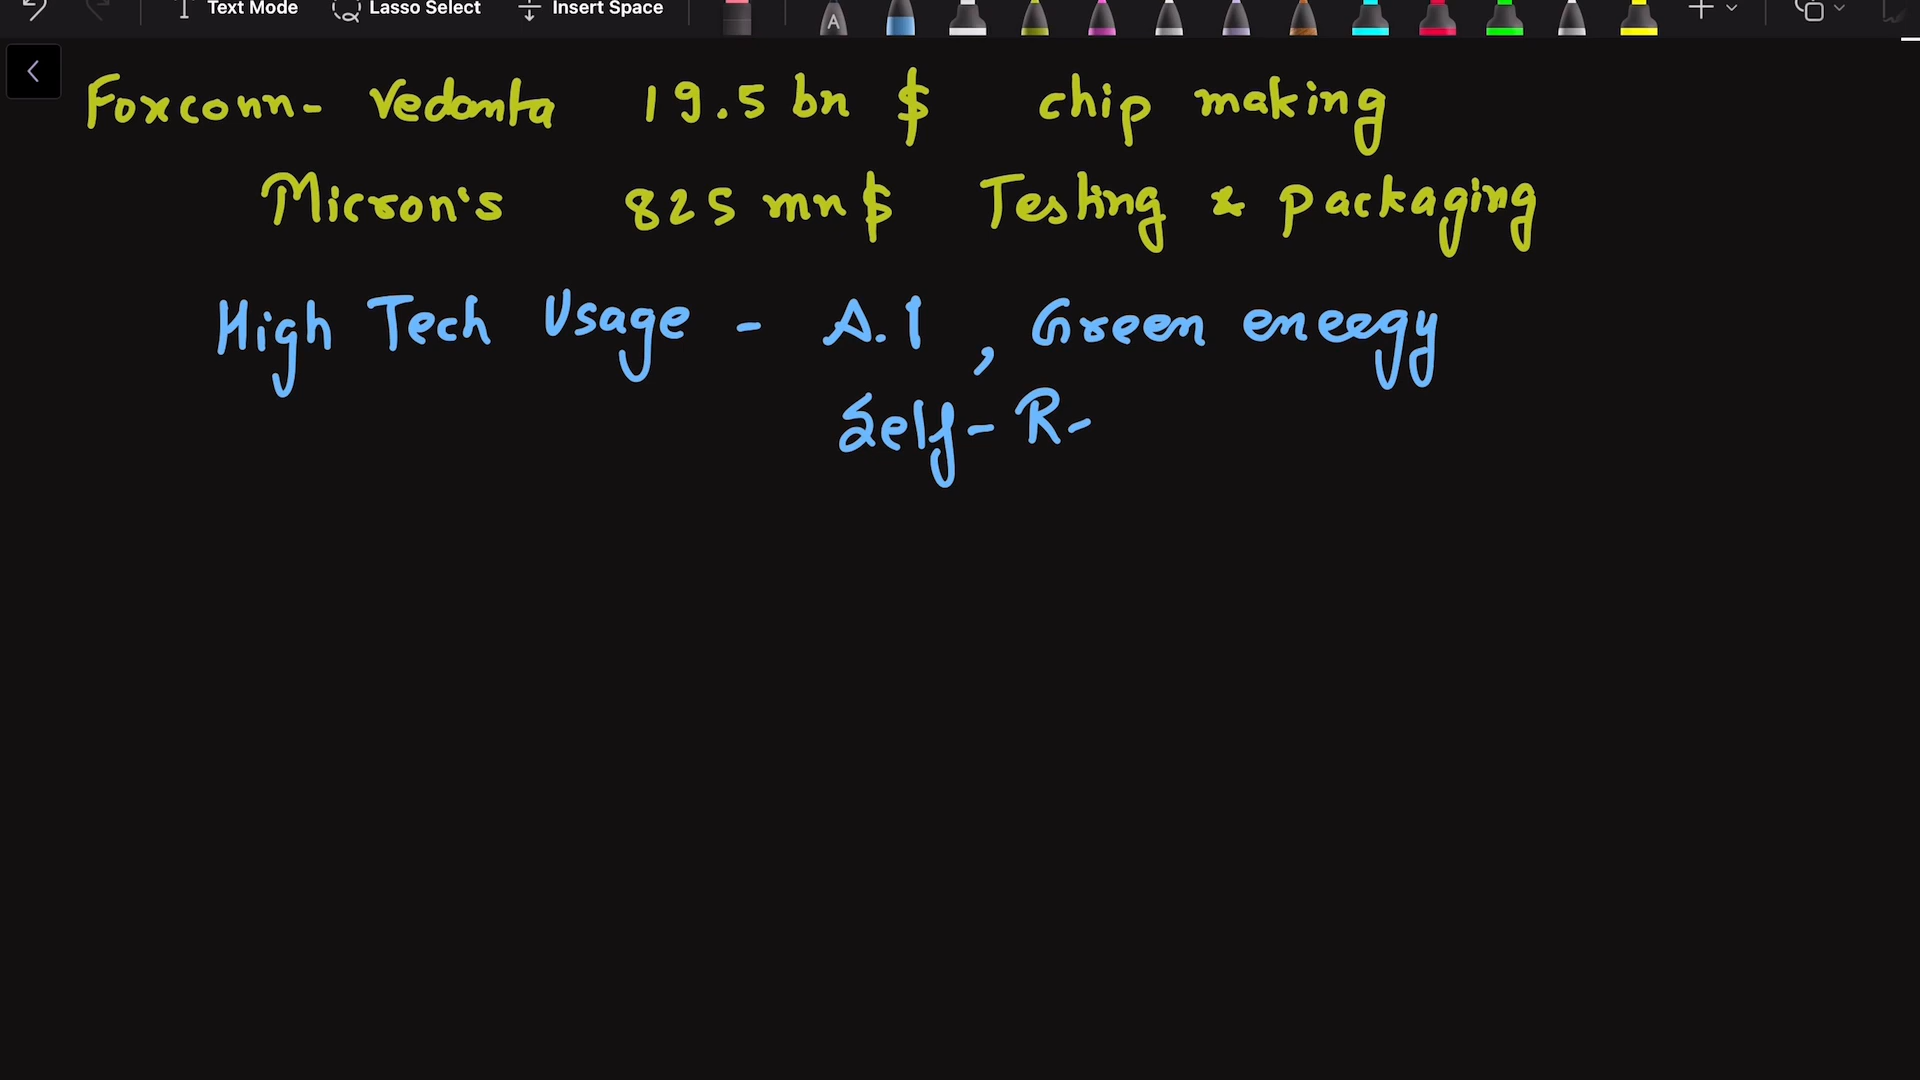 Text Mode Lasso Select Insert Space
A
Foxconn- Vedanta 19.5 bn $ chip making
Micron's 825 mn $ Testing & packaging
High Tech Usage - A.I , Green energy
Self- R-